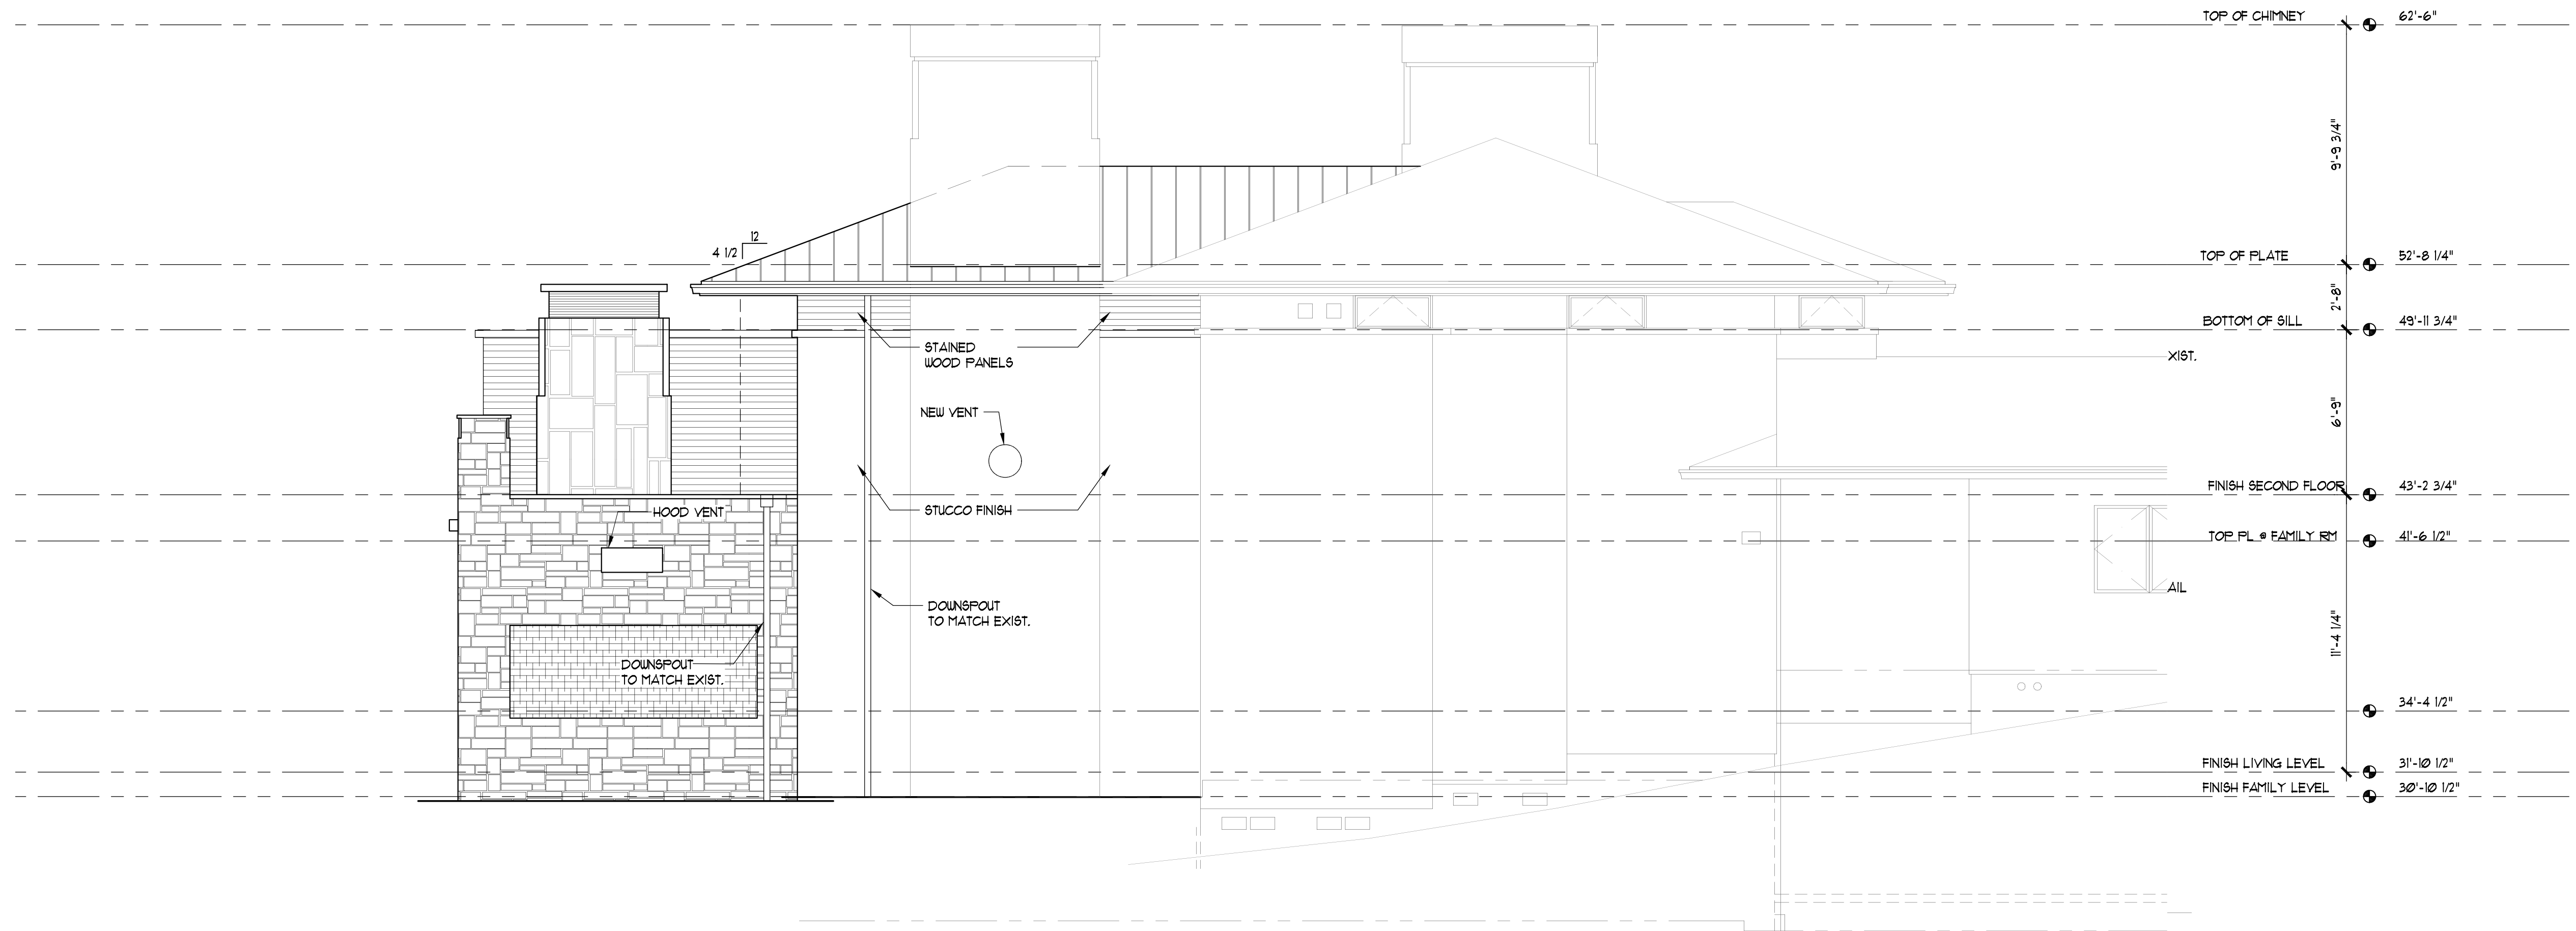 TOP OF CHIMNEY 62'-6"
9'-9 3/4"
12
4 1/2
TOP OF PLATE 52'-8 1/4"
2'-8"
BOTTOM OF SILL 49'-11 3/4"
STAINED
WOOD PANELS
XIST.
6'-9"
NEW VENT
FINISH SECOND FLOOR 43'-2 3/4"
HOOD VENT
STUCCO FINISH
TOP PL @ FAMILY RM 41'-6 1/2"
AIL
DOWNSPOUT
TO MATCH EXIST.
11'-4 1/4"
DOWNSPOUT
TO MATCH EXIST.
34'-4 1/2"
FINISH LIVING LEVEL 31'-10 1/2"
FINISH FAMILY LEVEL 30'-10 1/2"